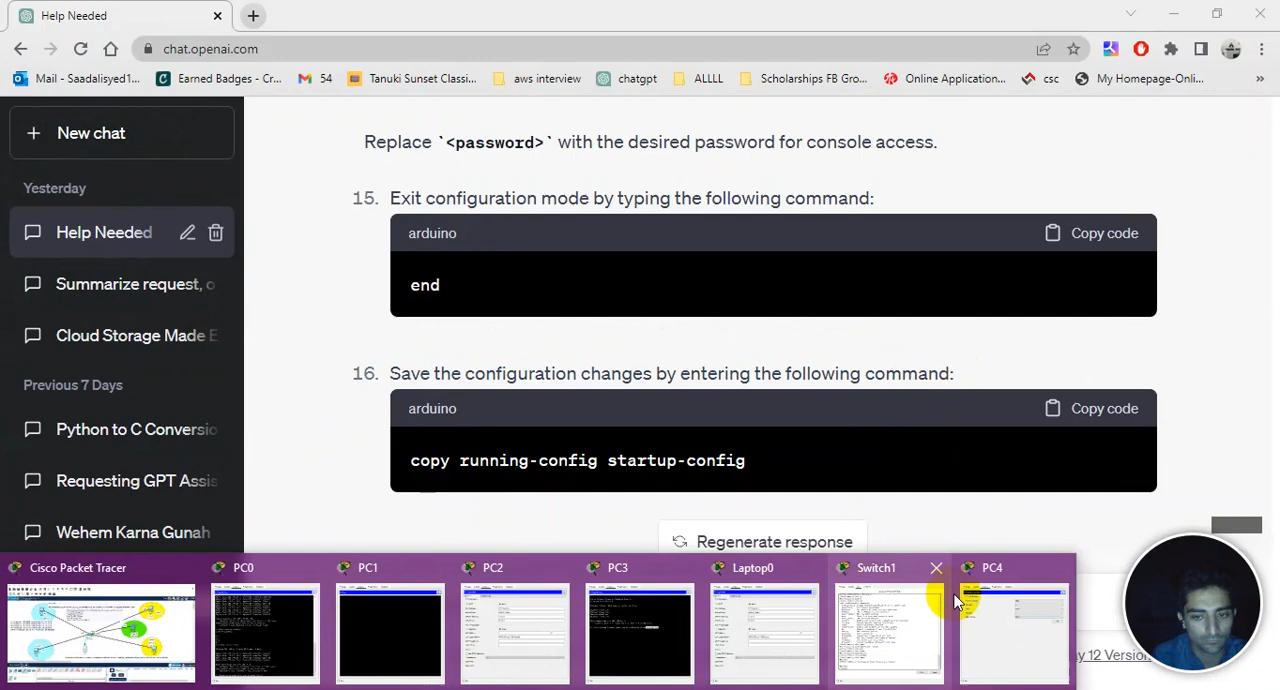 Help Needed
chat.openai.com
Mail - Saadalisyed1...
Earned Badges - Cr...
54
Tanuki Sunset Classi...
aws interview
chatgpt
ALLLL
Scholarships FB Gro...
Online Application...
csc
My Homepage-Onli...
»
New chat
Yesterday
Help Needed
Summarize request, o
Cloud Storage Made E
Previous 7 Days
Python to C Conversio
Requesting GPT Assis
Wehem Karna Gunah
Replace `<password>` with the desired password for console access.
15. Exit configuration mode by typing the following command:
arduino
Copy code
end
16. Save the configuration changes by entering the following command:
arduino
Copy code
copy running-config startup-config
Regenerate response
Cisco Packet Tracer
PC0
PC1
PC2
PC3
Laptop0
Switch1
PC4
12 Version